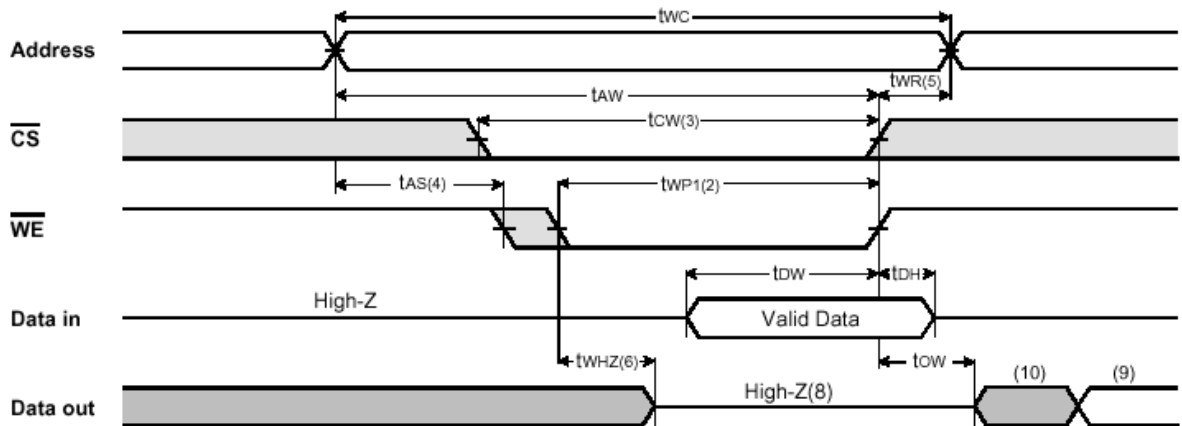 tWC
Address
tWR(5)
tAW
CS
tCW(3)
tAS(4)
tWP1(2)
WE
tDW
tDH
High-Z
Data in
Valid Data
tWHZ(6)
tOW
High-Z(8)
(10)
(9)
Data out